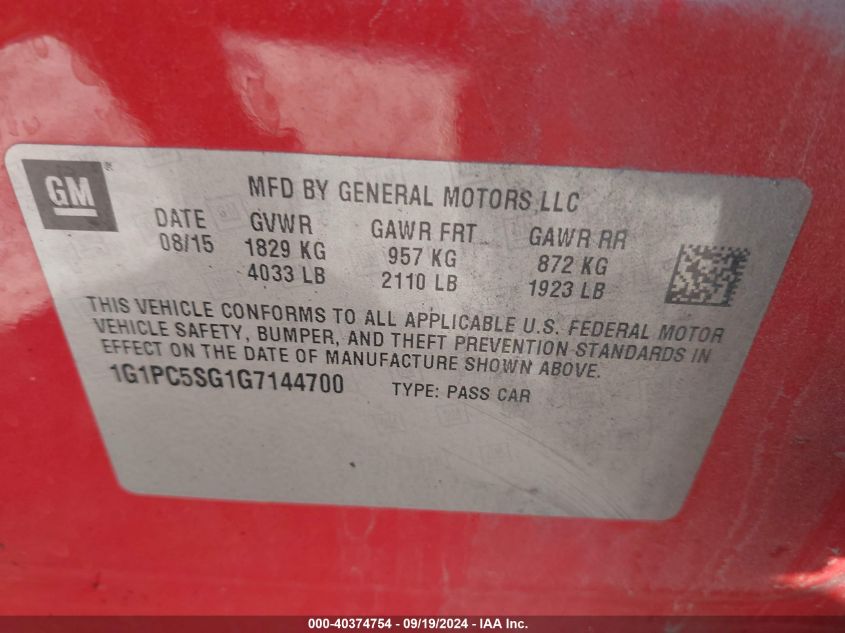 GM
MFD BY GENERAL MOTORS LLC
DATE GVWR GAWR FRT GAWR RR
08/15 1829 KG 957 KG 872 KG
4033 LB 2110 LB 1923 LB
THIS VEHICLE CONFORMS TO ALL APPLICABLE U.S. FEDERAL MOTOR
VEHICLE SAFETY, BUMPER, AND THEFT PREVENTION STANDARDS IN
EFFECT ON THE DATE OF MANUFACTURE SHOWN ABOVE.
1G1PC5SG1G7144700 TYPE: PASS CAR
000-40374754 - 09/19/2024 - IAA Inc.